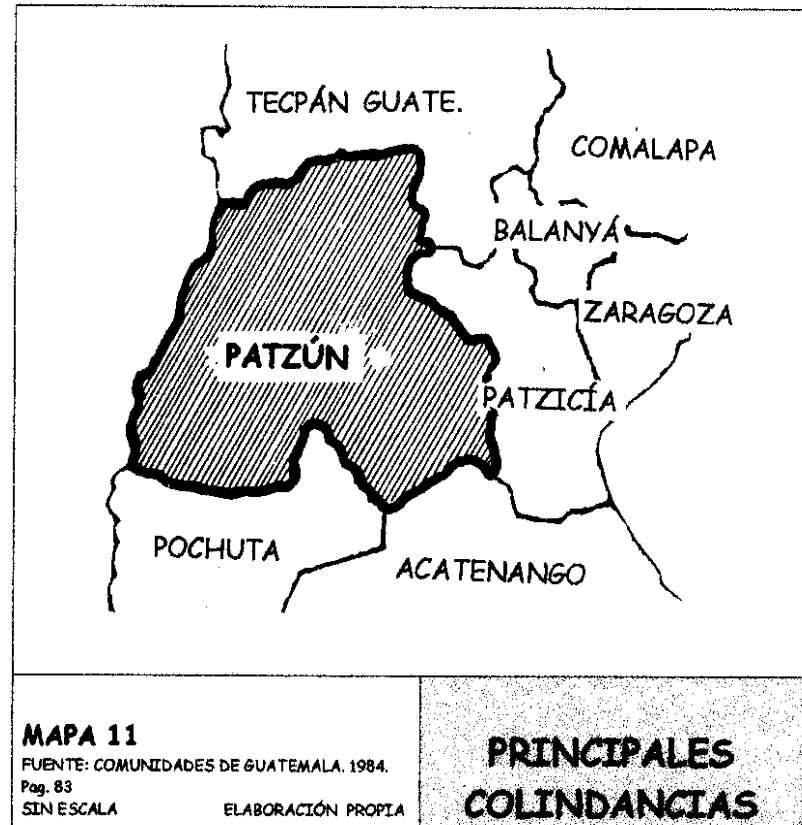 TECPÁN GUATE.
COMALAPA
BALANYÁ
ZARAGOZA
PATZÚN
PATZICÍA
POCHUTA
ACATENANGO
MAPA 11
FUENTE: COMUNIDADES DE GUATEMALA. 1984.
Pag. 83
SIN ESCALA ELABORACIÓN PROPIA
PRINCIPALES
COLINDANCIAS